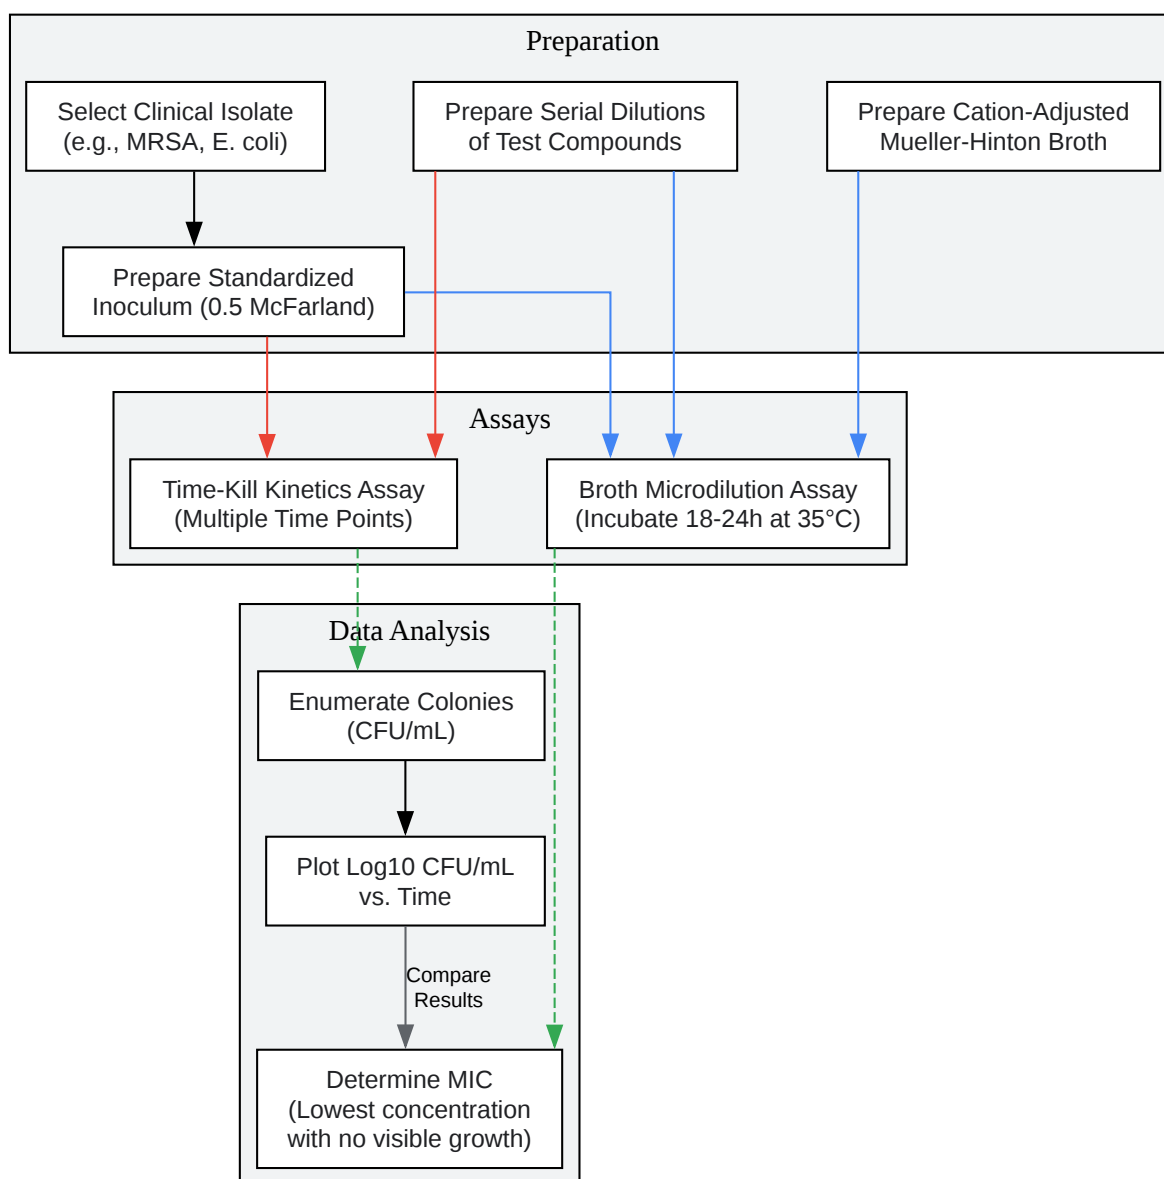 Preparation
Select Clinical Isolate
(e.g., MRSA, E. coli)
Prepare Serial Dilutions
of Test Compounds
Prepare Cation-Adjusted
Mueller-Hinton Broth
Prepare Standardized
Inoculum (0.5 McFarland)
Assays
Time-Kill Kinetics Assay
(Multiple Time Points)
Broth Microdilution Assay
(Incubate 18-24h at 35°C)
Data Analysis
Enumerate Colonies
(CFU/mL)
Plot Log10 CFU/mL
vs. Time
Compare
Results
Determine MIC
(Lowest concentration
with no visible growth)